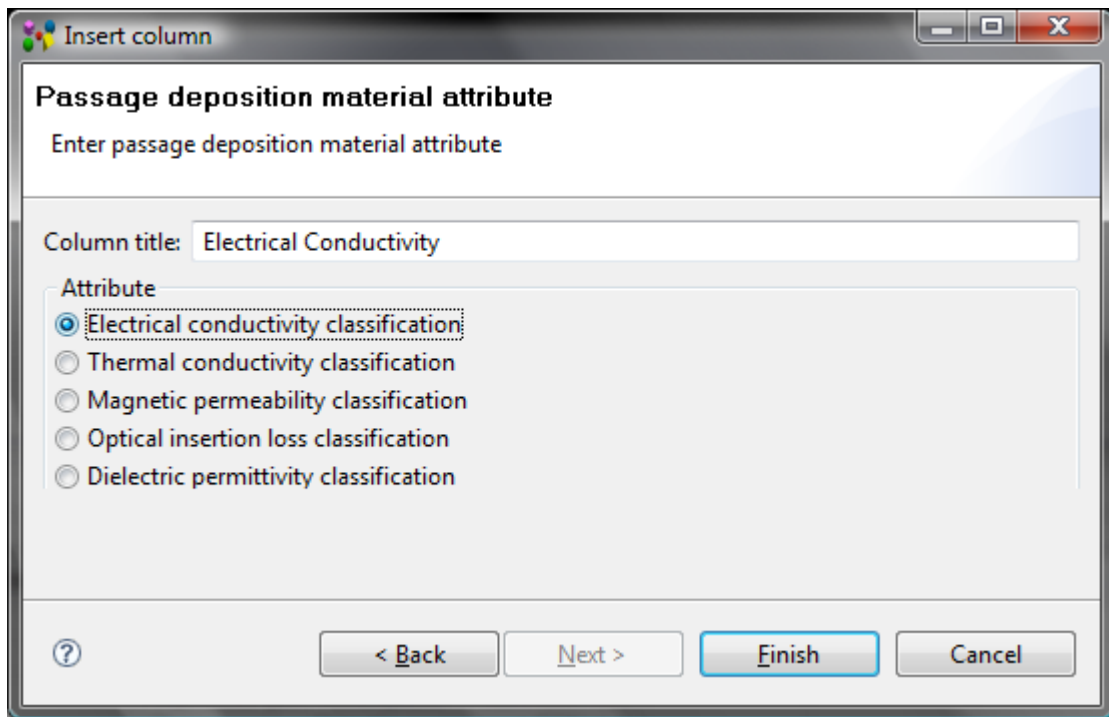 Insert column
Passage deposition material attribute
Enter passage deposition material attribute
Column title: Electrical Conductivity
Attribute
Electrical conductivity classification
Thermal conductivity classification
Magnetic permeability classification
Optical insertion loss classification
Dielectric permittivity classification
? < Back Next > Finish Cancel